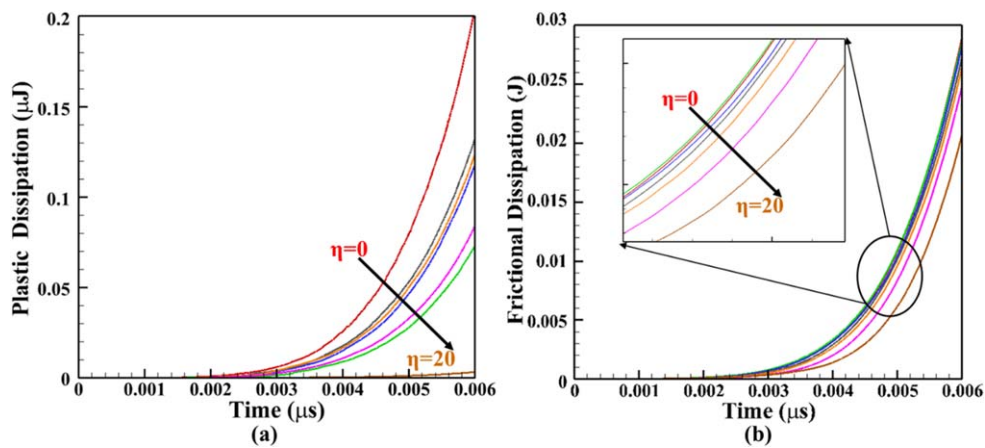 0.2
0.15
0.1
0.05
0
Plastic Dissipation (μJ)
η=0
η=20
0 0.001 0.002 0.003 0.004 0.005 0.006
Time (μs)
(a)
0.03
0.025
0.02
0.015
0.01
0.005
0
Frictional Dissipation (J)
η=0
η=20
0 0.001 0.002 0.003 0.004 0.005 0.006
Time (μs)
(b)